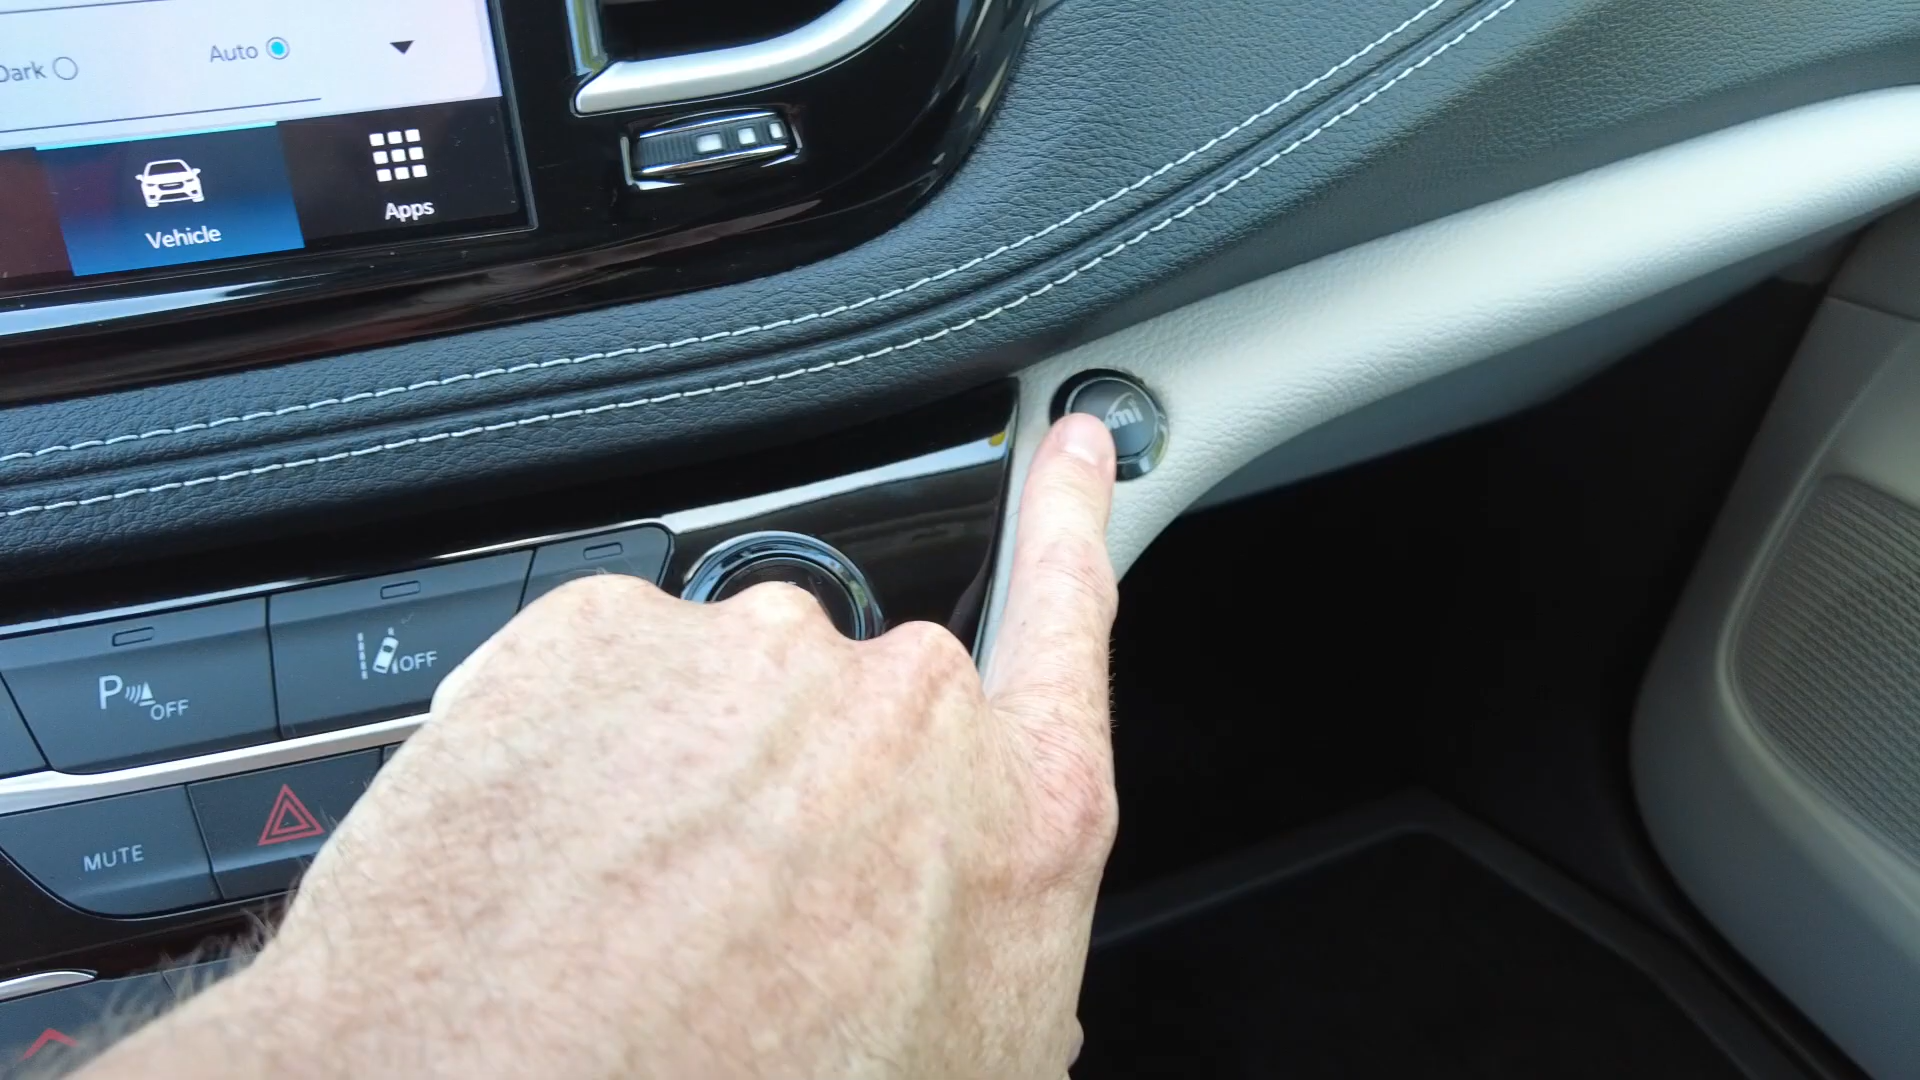 Dark
Auto
Vehicle
Apps
OFF
P OFF
MUTE